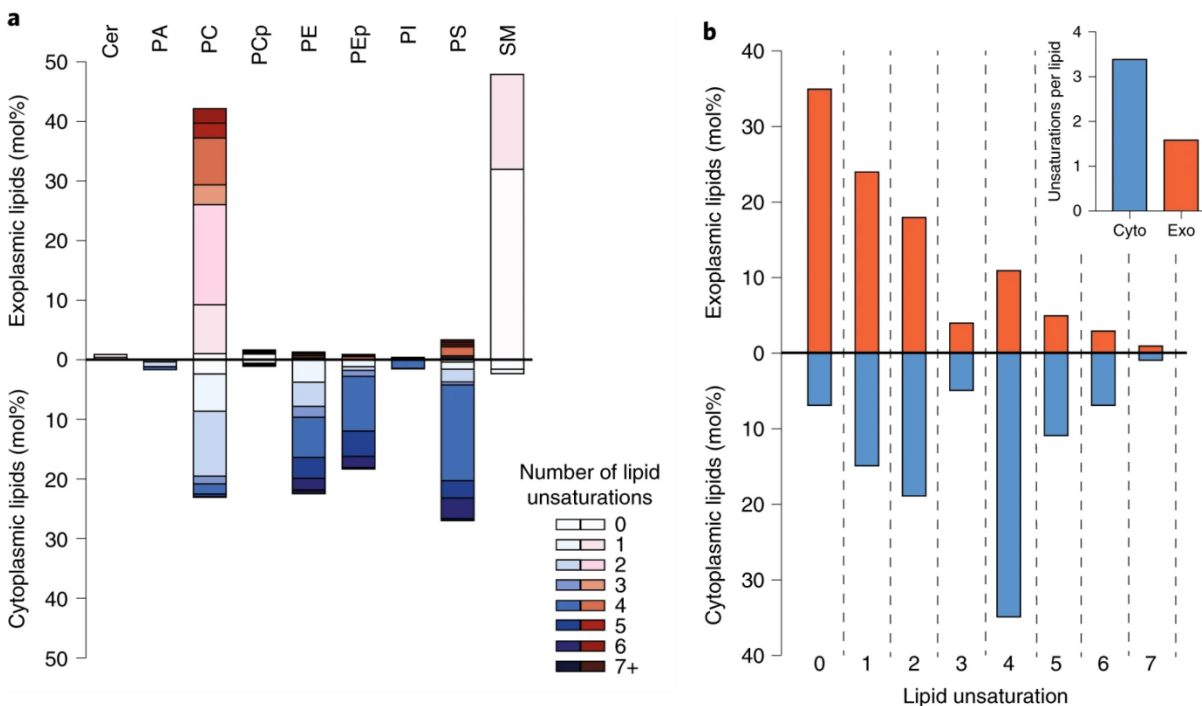 a
Cer PA PC PCp PE PEp PI PS SM
Exoplasmic lipids (mol%)
50
40
30
20
10
0
10
20
30
40
50
Cytoplasmic lipids (mol%)
Number of lipid
unsaturations
0
1
2
3
4
5
6
7+
b
Exoplasmic lipids (mol%)
40
30
20
10
0
10
20
30
40
Cytoplasmic lipids (mol%)
0 1 2 3 4 5 6 7
Lipid unsaturation
Unsaturations per lipid
4
3
2
1
0
Cyto Exo